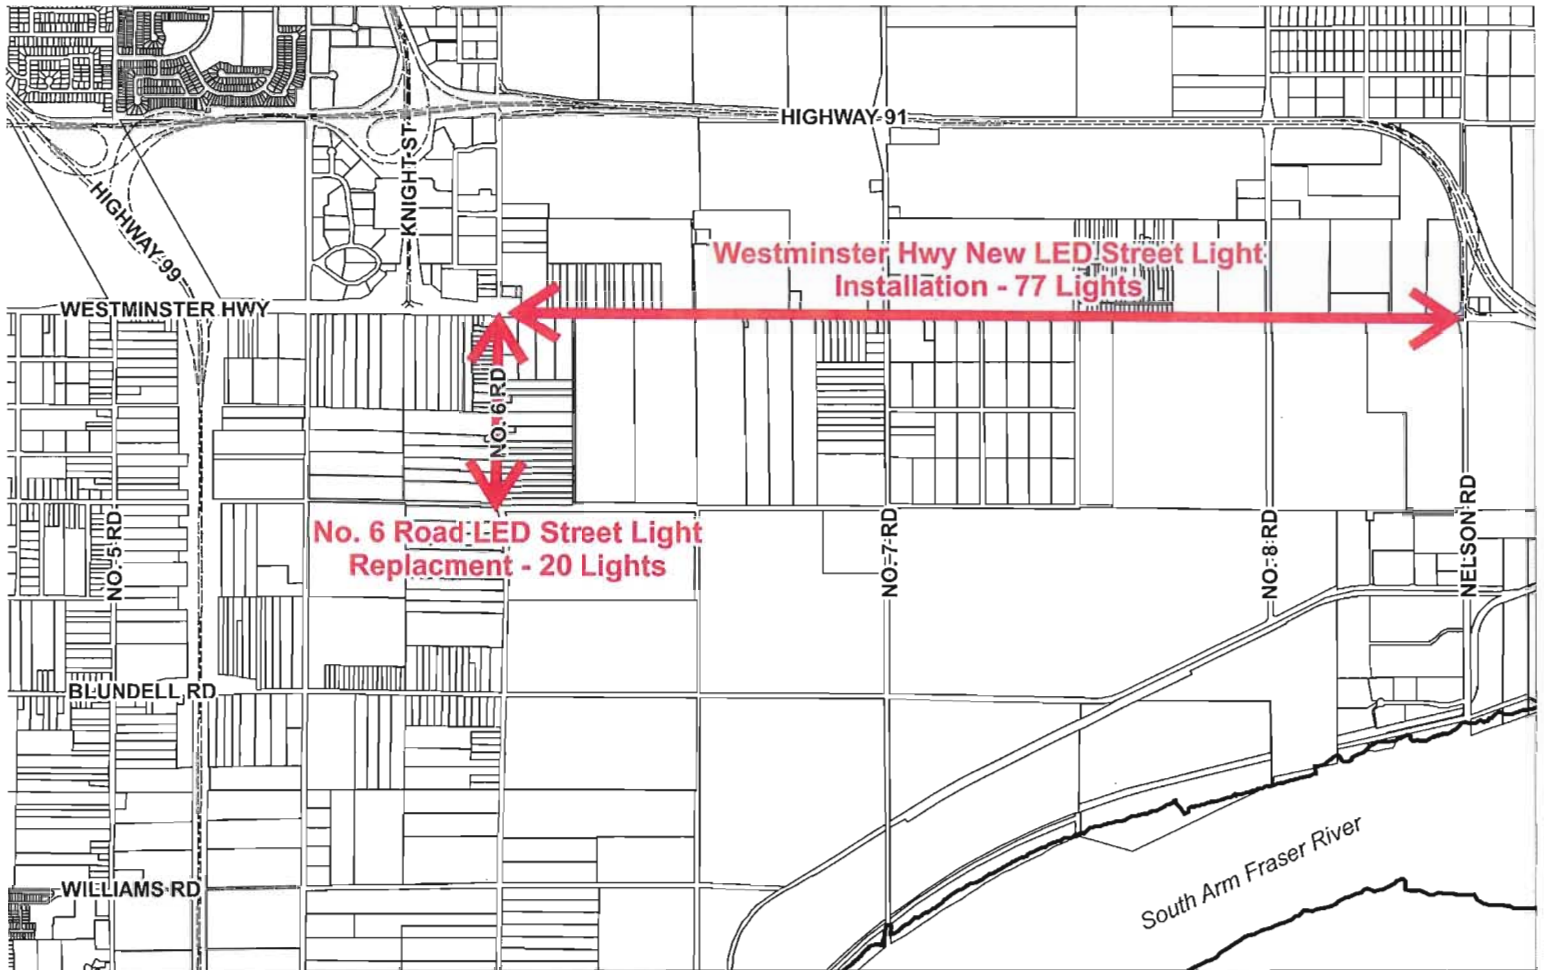 HIGHWAY 91
KNIGHT ST
HIGHWAY 99
Westminster Hwy New LED Street Light
Installation - 77 Lights
WESTMINSTER HWY
NO. 6 RD
No. 6 Road LED Street Light
Replacment - 20 Lights
NO. 5 RD
NO. 7 RD
NO. 8 RD
NELSON RD
BLUNDELL RD
WILLIAMS RD
South Arm Fraser River